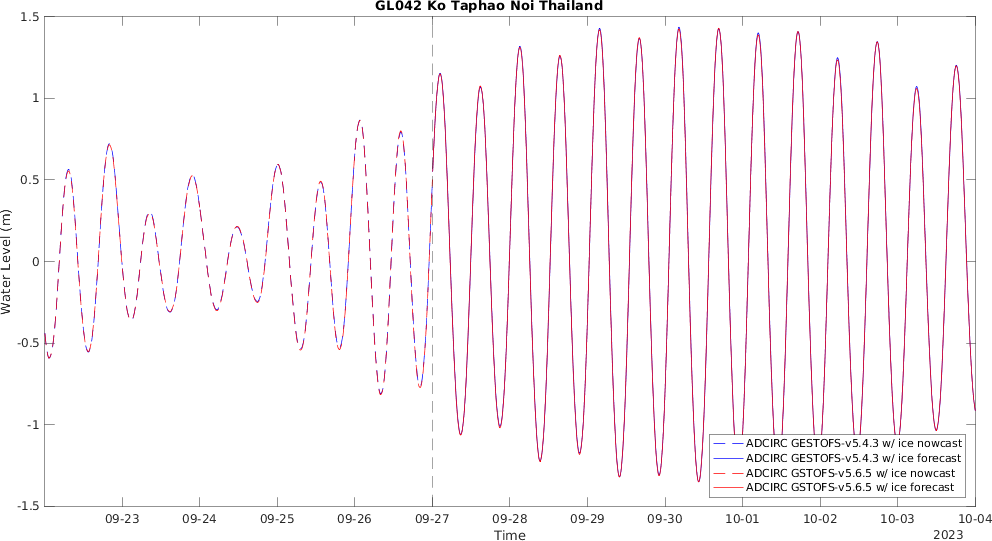 GL042 Ko Taphao Noi Thailand
1.5
1
0.5
0
-0.5
-1
-1.5
Water Level (m)
ADCIRC GESTOFS-v5.4.3 w/ ice nowcast
ADCIRC GESTOFS-v5.4.3 w/ ice forecast
ADCIRC GSTOFS-v5.6.5 w/ ice nowcast
ADCIRC GSTOFS-v5.6.5 w/ ice forecast
09-23 09-24 09-25 09-26 09-27 09-28 09-29 09-30 10-01 10-02 10-03 10-04
Time
2023